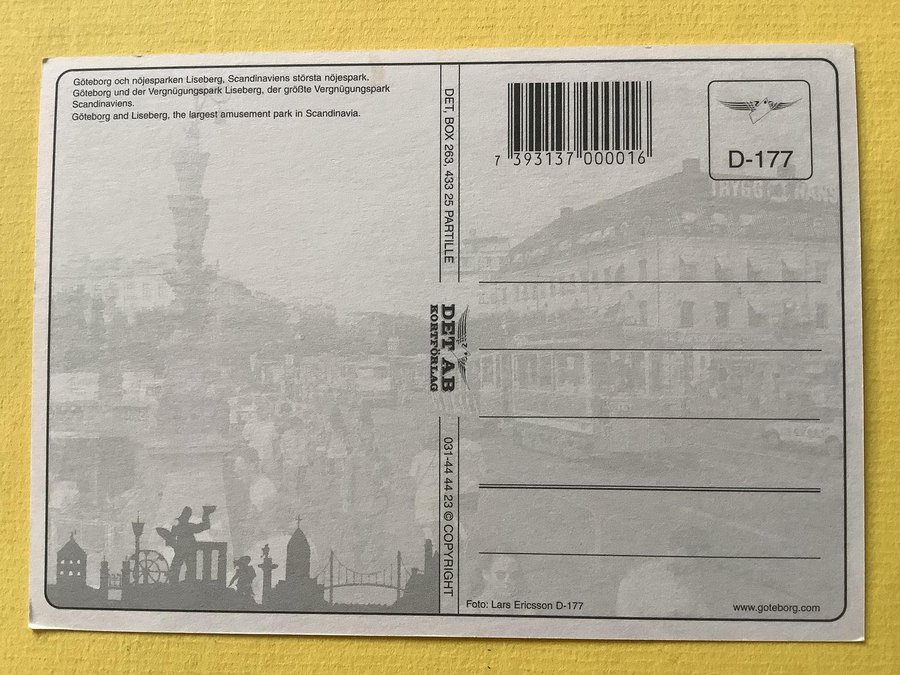 Göteborg och nöjesparken Liseberg, Scandinaviens största nöjespark.
Göteborg und der Vergnügungspark Liseberg, der größte Vergnügungspark
Scandinaviens.
Göteborg and Liseberg, the largest amusement park in Scandinavia.
DET, BOX 263, 433 25 PARTILLE
DET AB
KORTFÖRLAG
031-44 44 23 © COPYRIGHT
7 393137 000016
D-177
TRYGG
Foto: Lars Ericsson D-177
www.goteborg.com